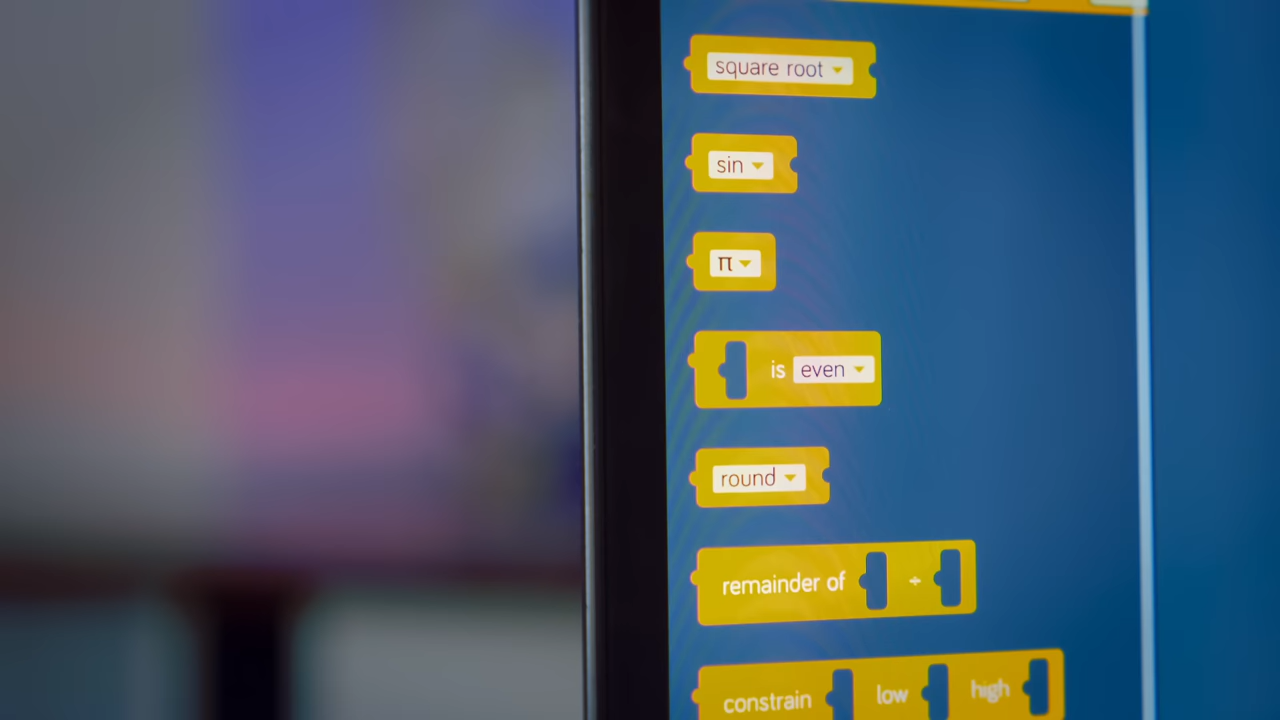 square root
sin
π
is even
round
remainder of ÷
constrain low high